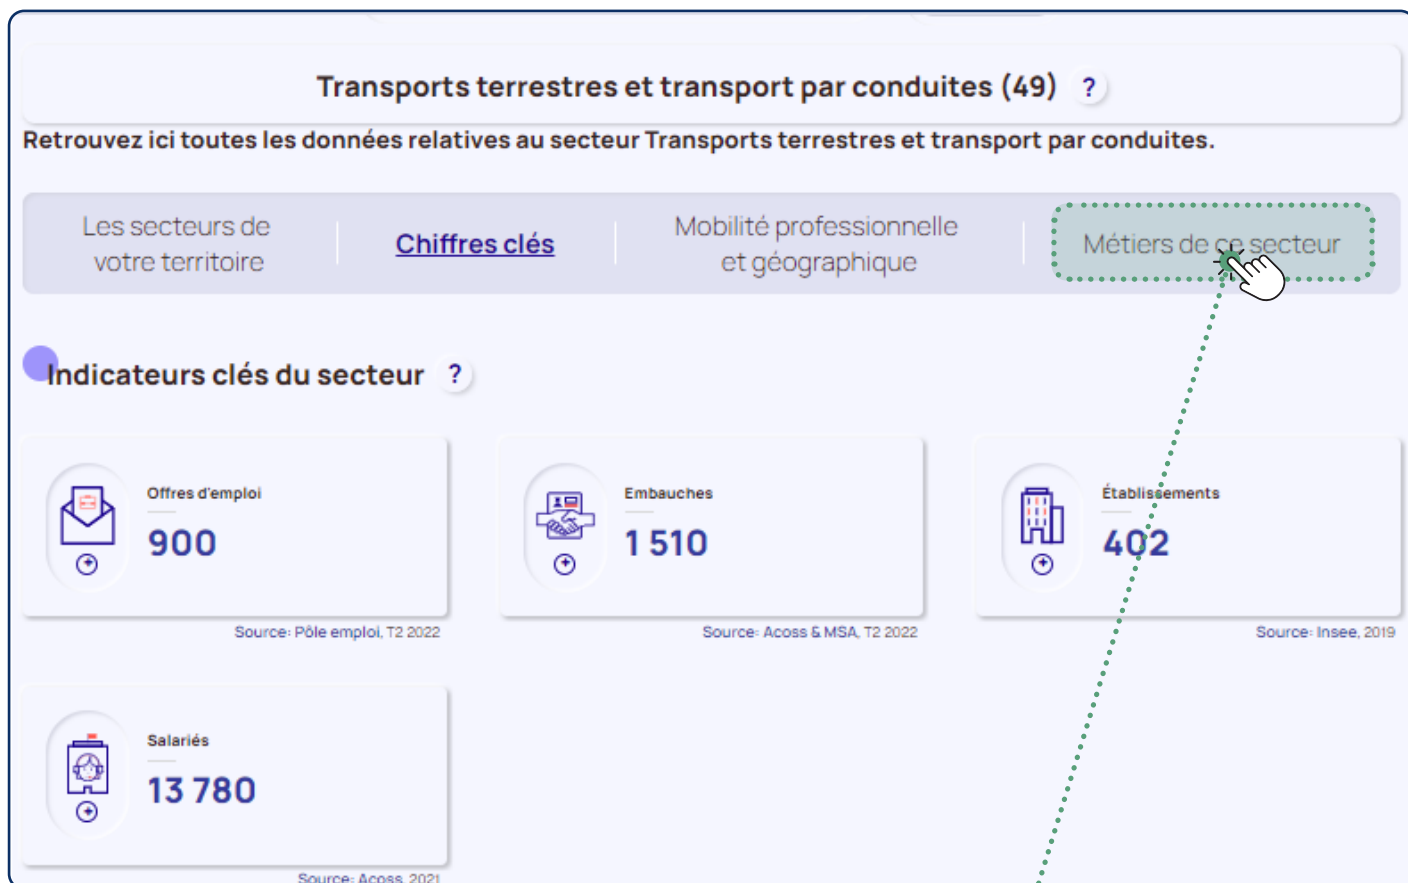 Transports terrestres et transport par conduites (49) ?
Retrouvez ici toutes les données relatives au secteur Transports terrestres et transport par conduites.
Les secteurs de
votre territoire
Chiffres clés
Mobilité professionnelle
et géographique
Métiers de ce secteur
Indicateurs clés du secteur ?
Offres d'emploi
900
Source: Pôle emploi, T2 2022
Embauches
1 510
Source: Acoss & MSA, T2 2022
Établissements
402
Source: Insee, 2019
Salariés
13 780
Source: Acoss, 2021